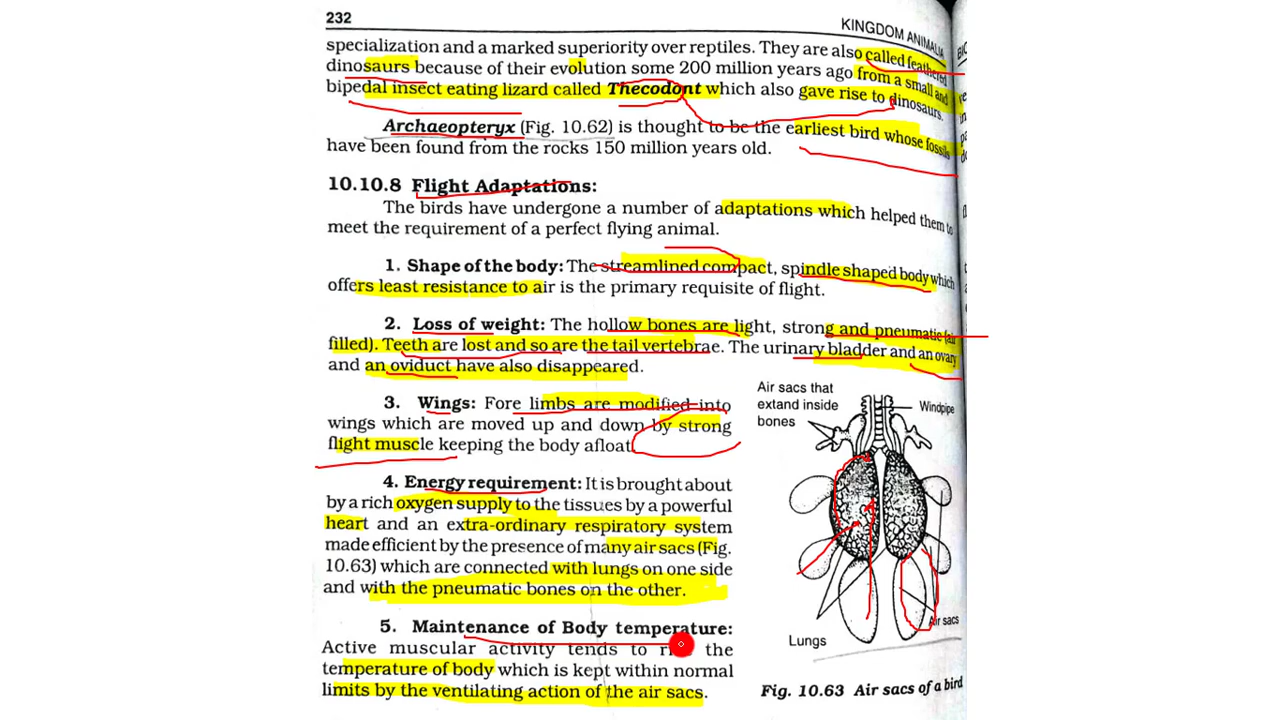 232
KINGDOM ANIMALIA
specialization and a marked superiority over reptiles. They are also called feathered
dinosaurs because of their evolution some 200 million years ago from a small and
bipedal insect eating lizard called Thecodont which also gave rise to dinosaurs.
Archaeopteryx (Fig. 10.62) is thought to be the earliest bird whose fossils
have been found from the rocks 150 million years old.
10.10.8 Flight Adaptations:
The birds have undergone a number of adaptations which helped them to
meet the requirement of a perfect flying animal.
1. Shape of the body: The streamlined compact, spindle shaped body which
offers least resistance to air is the primary requisite of flight.
2. Loss of weight: The hollow bones are light, strong and pneumatic (air
filled). Teeth are lost and so are the tail vertebrae. The urinary bladder and an ovary
and an oviduct have also disappeared.
3. Wings: Fore limbs are modified into
wings which are moved up and down by strong
flight muscle keeping the body afloat.
4. Energy requirement: It is brought about
by a rich oxygen supply to the tissues by a powerful
heart and an extra-ordinary respiratory system
made efficient by the presence of many air sacs (Fig.
10.63) which are connected with lungs on one side
and with the pneumatic bones on the other.
5. Maintenance of Body temperature:
Active muscular activity tends to the
temperature of body which is kept within normal
limits by the ventilating action of the air sacs.
Air sacs that
extand inside
bones
Windpipe
Air sacs
Lungs
Fig. 10.63 Air sacs of a bird